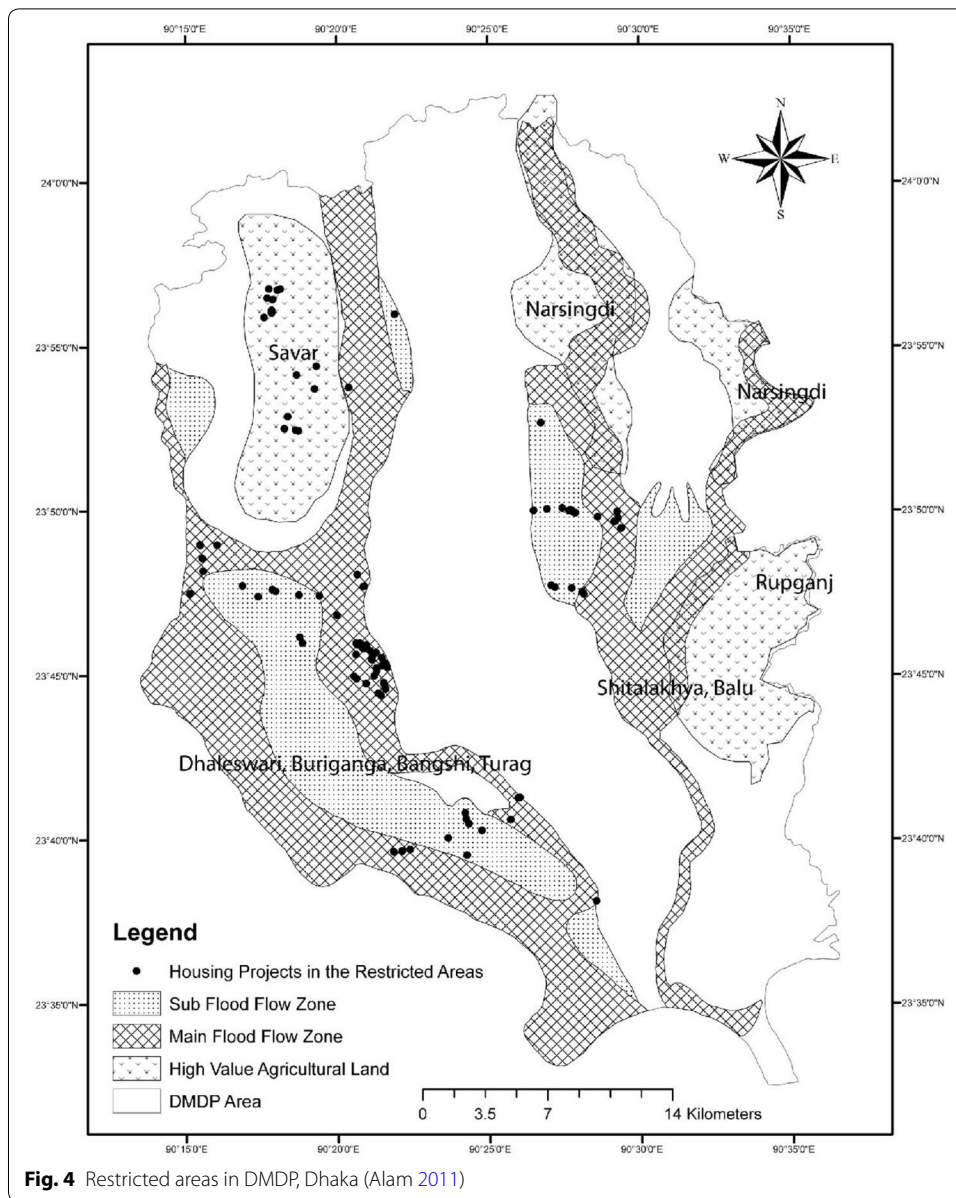 90°15'0"E 90°20'0"E 90°25'0"E 90°30'0"E 90°35'0"E
N
W E
S
24°0'0"N 24°0'0"N
Narsingdi
23°55'0"N Savar 23°55'0"N
Narsingdi
23°50'0"N 23°50'0"N
Rupganj
23°45'0"N Shitalakhya, Balu 23°45'0"N
Dhaleswari, Buriganga, Bangshi, Turag
23°40'0"N 23°40'0"N
Legend
Housing Projects in the Restricted Areas
23°35'0"N Sub Flood Flow Zone 23°35'0"N
Main Flood Flow Zone
High Value Agricultural Land
DMDP Area
0 3.5 7 14 Kilometers
90°15'0"E 90°20'0"E 90°25'0"E 90°30'0"E 90°35'0"E
Fig. 4 Restricted areas in DMDP, Dhaka (Alam 2011)